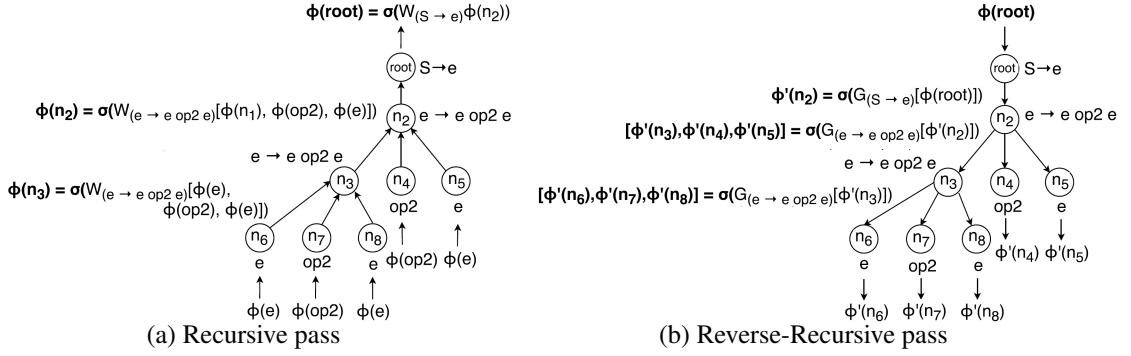 ϕ(root) = σ(W(S → e)ϕ(n2))
root S→e
ϕ(n2) = σ(W(e → e op2 e)[ϕ(n1), ϕ(op2), ϕ(e)])
n2 e → e op2 e
e → e op2 e
n3 n4 n5
ϕ(n3) = σ(W(e → e op2 e)[ϕ(e),
ϕ(op2), ϕ(e)])
op2 e
n6 n7 n8
e op2 e
ϕ(op2) ϕ(e)
ϕ(e) ϕ(op2) ϕ(e)
(a) Recursive pass
ϕ(root)
root S→e
ϕ'(n2) = σ(G(S → e)[ϕ(root)])
n2 e → e op2 e
[ϕ'(n3),ϕ'(n4),ϕ'(n5)] = σ(G(e → e op2 e)[ϕ'(n2)])
e → e op2 e
n3 n4 n5
[ϕ'(n6),ϕ'(n7),ϕ'(n8)] = σ(G(e → e op2 e)[ϕ'(n3)])
op2 e
n6 n7 n8
e op2 e
ϕ'(n4) ϕ'(n5)
ϕ'(n6) ϕ'(n7) ϕ'(n8)
(b) Reverse-Recursive pass